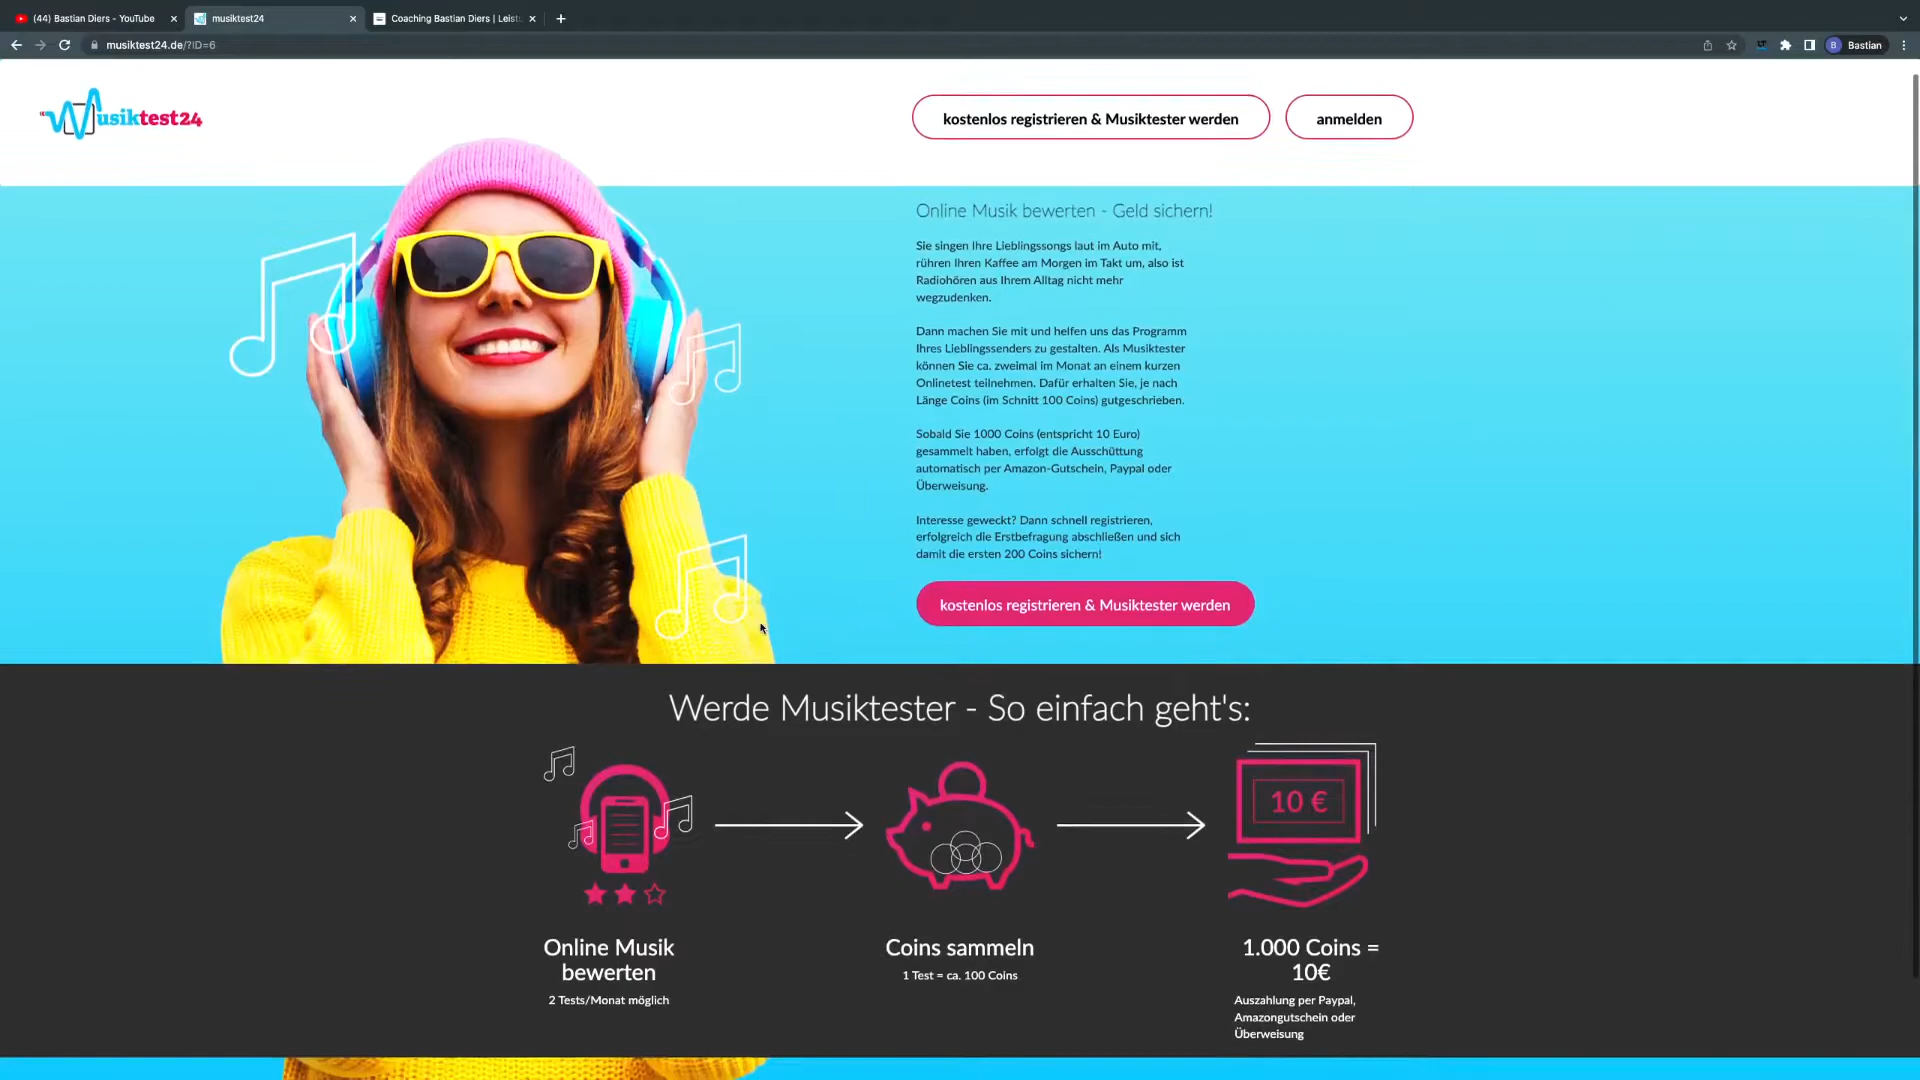 (44) Bastian Diers - YouTube
musiktest24
Coaching Bastian Diers | Leist
musiktest24.de/?ID=6
B Bastian
Musiktest24
kostenlos registrieren & Musiktester werden
anmelden
Online Musik bewerten - Geld sichern!
Sie singen Ihre Lieblingssongs laut im Auto mit,
rühren Ihren Kaffee am Morgen im Takt um, also ist
Radiohören aus Ihrem Alltag nicht mehr
wegzudenken.
Dann machen Sie mit und helfen uns das Programm
Ihres Lieblingssenders zu gestalten. Als Musiktester
können Sie ca. zweimal im Monat an einem kurzen
Onlinetest teilnehmen. Dafür erhalten Sie, je nach
Länge Coins (im Schnitt 100 Coins) gutgeschrieben.
Sobald Sie 1000 Coins (entspricht 10 Euro)
gesammelt haben, erfolgt die Ausschüttung
automatisch per Amazon-Gutschein, Paypal oder
Überweisung.
Interesse geweckt? Dann schnell registrieren,
erfolgreich die Erstbefragung abschließen und sich
damit die ersten 200 Coins sichern!
kostenlos registrieren & Musiktester werden
Werde Musiktester - So einfach geht's:
10 €
Online Musik
bewerten
2 Tests/Monat möglich
Coins sammeln
1 Test = ca. 100 Coins
1.000 Coins =
10€
Auszahlung per Paypal,
Amazongutschein oder
Überweisung